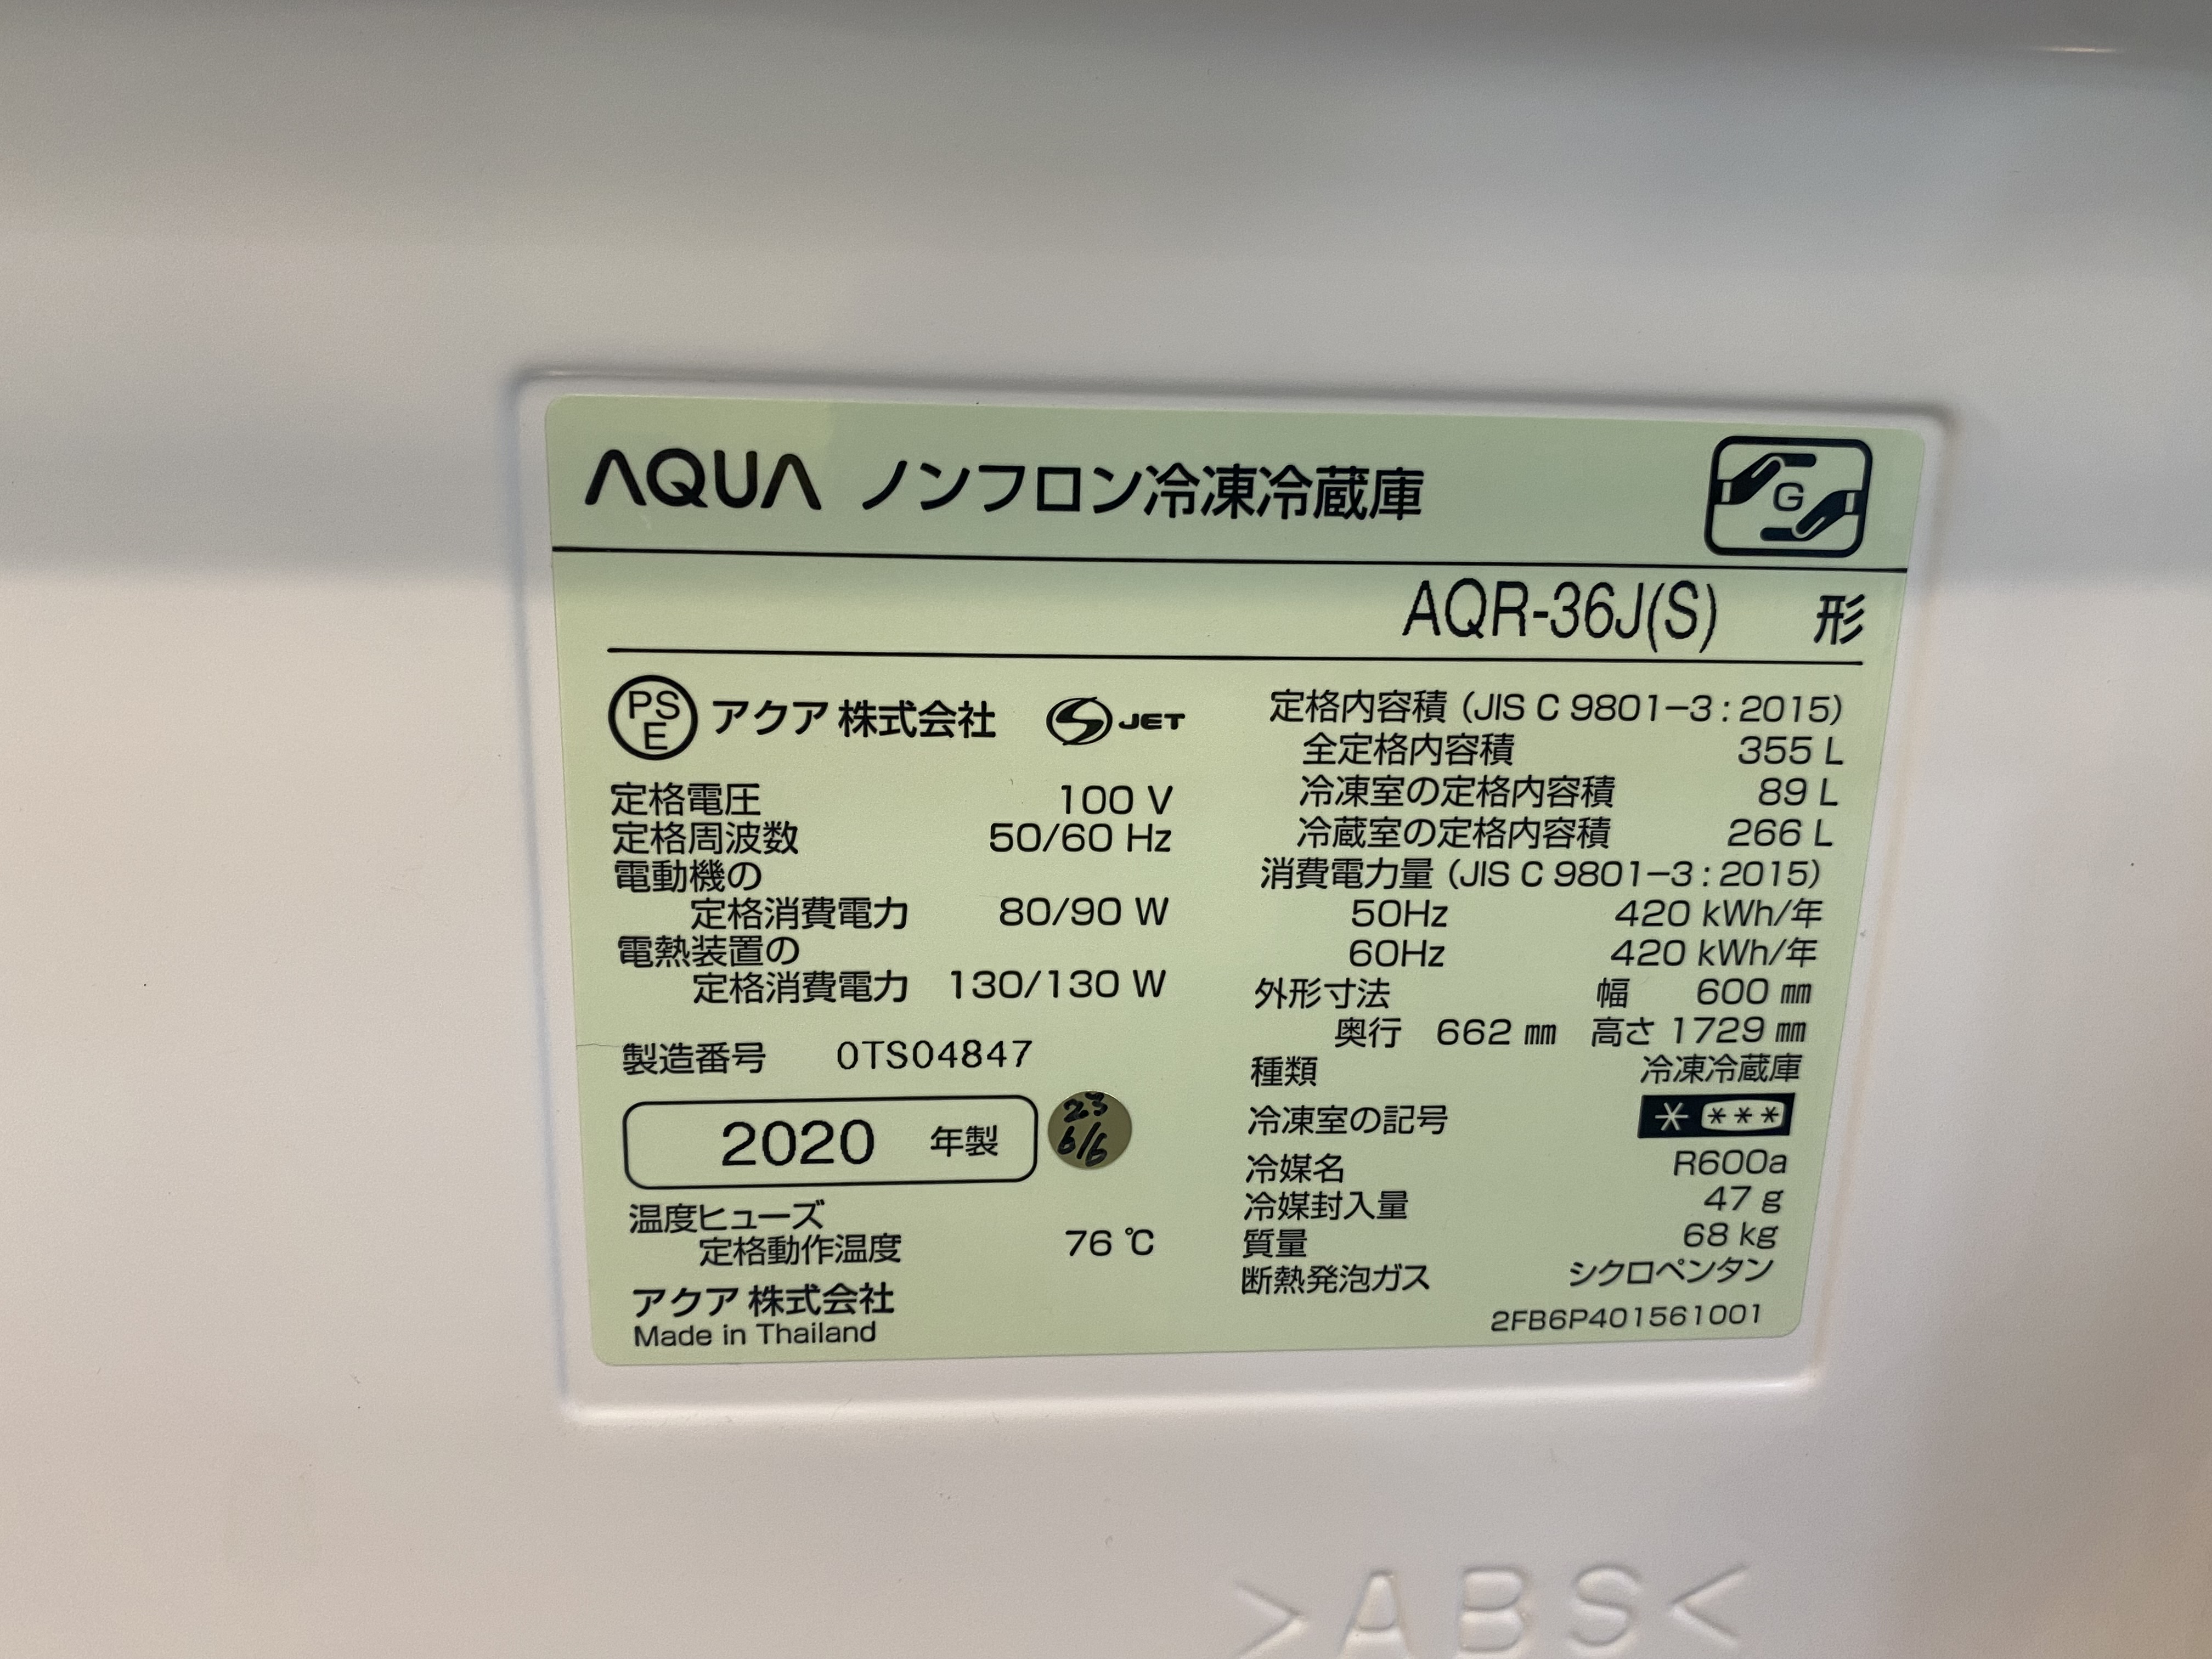 AQUA ノンフロン冷凍冷蔵庫
G
AQR-36J(S) 形
PS
E
アクア 株式会社
S JET
定格電圧 100 V
定格周波数 50/60 Hz
電動機の
定格消費電力 80/90 W
電熱装置の
定格消費電力 130/130 W
製造番号 0TS04847
2020 年製
23
6/6
温度ヒューズ
定格動作温度 76 ℃
アクア 株式会社
Made in Thailand
定格内容積 (JIS C 9801-3:2015)
全定格内容積 355 L
冷凍室の定格内容積 89 L
冷蔵室の定格内容積 266 L
消費電力量 (JIS C 9801-3:2015)
50Hz 420 kWh/年
60Hz 420 kWh/年
外形寸法 幅 600 ㎜
奥行 662 ㎜ 高さ 1729 ㎜
種類 冷凍冷蔵庫
冷凍室の記号 * ***
冷媒名 R600a
冷媒封入量 47 g
質量 68 kg
断熱発泡ガス シクロペンタン
2FB6P401561001
>ABS<